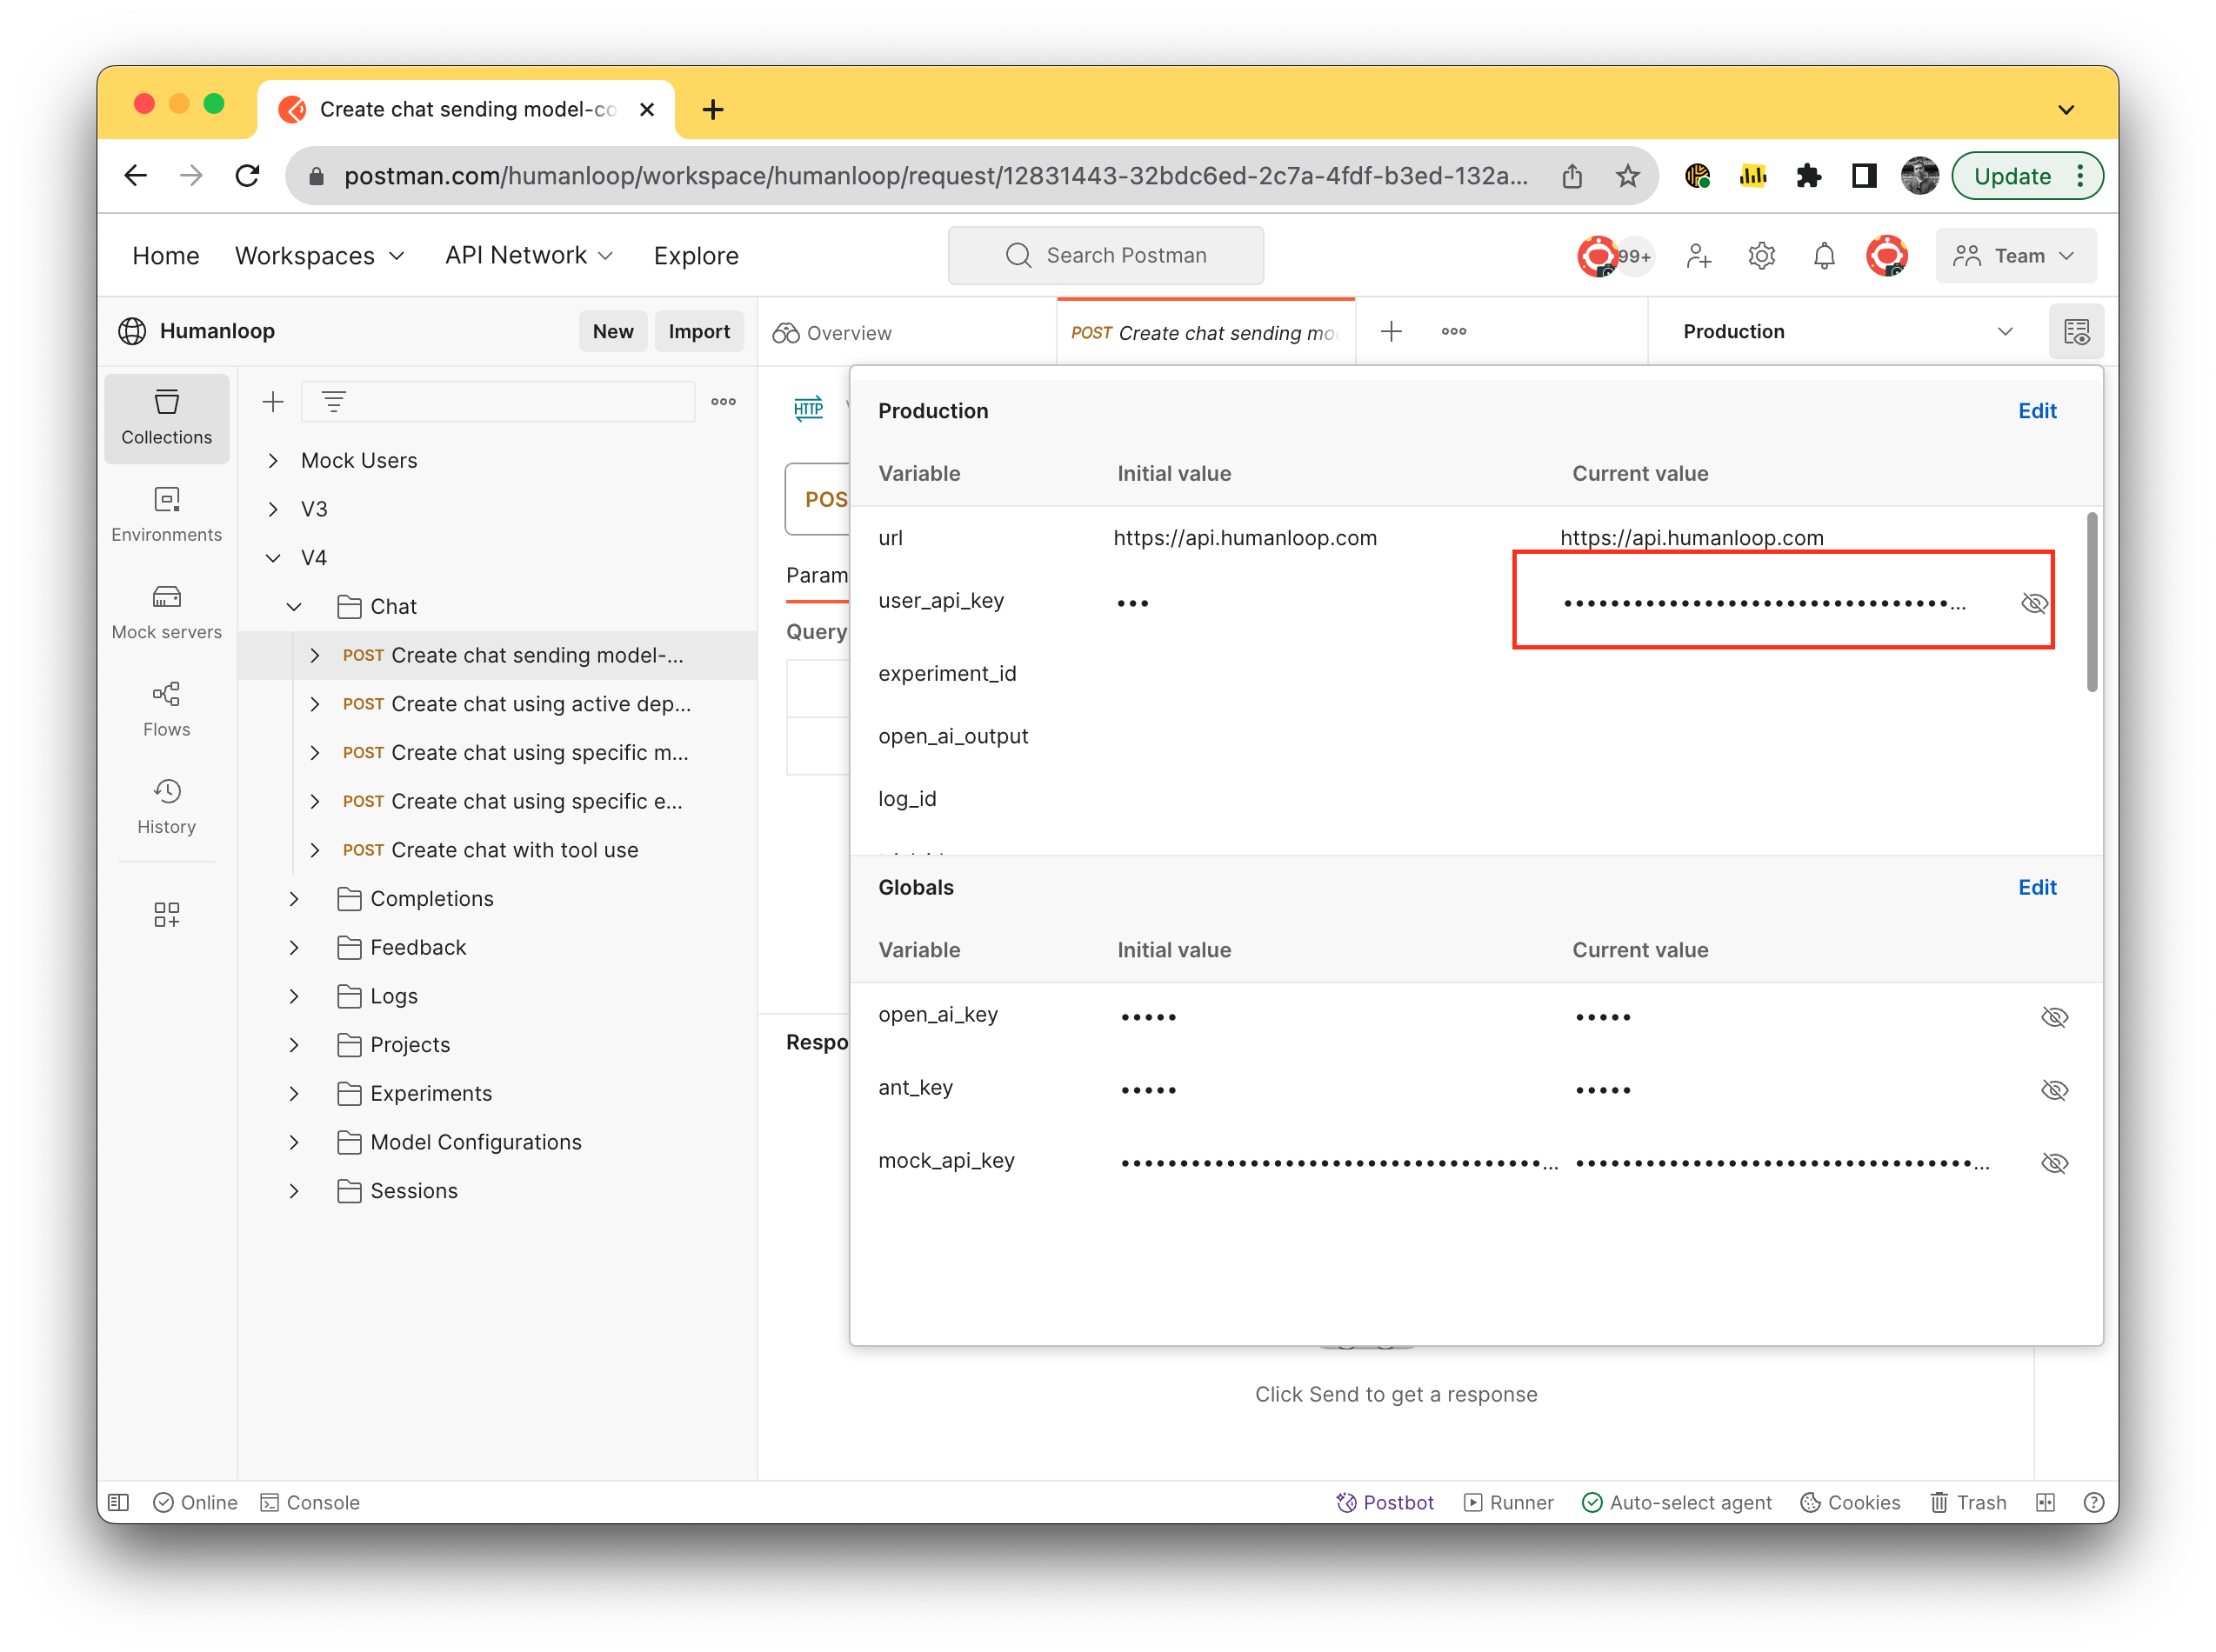 Create chat sending model-co
postman.com/humanloop/workspace/humanloop/request/12831443-32bdc6ed-2c7a-4fdf-b3ed-132a...
Update
Home
Workspaces
API Network
Explore
Search Postman
99+
Team
Humanloop
New
Import
Overview
POST Create chat sending mo
Production
Collections
Environments
Mock servers
Flows
History
Mock Users
V3
V4
Chat
POST Create chat sending model-...
POST Create chat using active dep...
POST Create chat using specific m...
POST Create chat using specific e...
POST Create chat with tool use
Completions
Feedback
Logs
Projects
Experiments
Model Configurations
Sessions
HTTP
POS
Param
Query
Respo
Production
Edit
Variable Initial value Current value
url https://api.humanloop.com https://api.humanloop.com
user_api_key ••• •••••••••••••••••••••••••••••••••...
experiment_id
open_ai_output
log_id
Globals
Edit
Variable Initial value Current value
open_ai_key ••••• •••••
ant_key ••••• •••••
mock_api_key ••••••••••••••••••••••••••••••••••••... ••••••••••••••••••••••••••••••••••...
Click Send to get a response
Online
Console
Postbot
Runner
Auto-select agent
Cookies
Trash